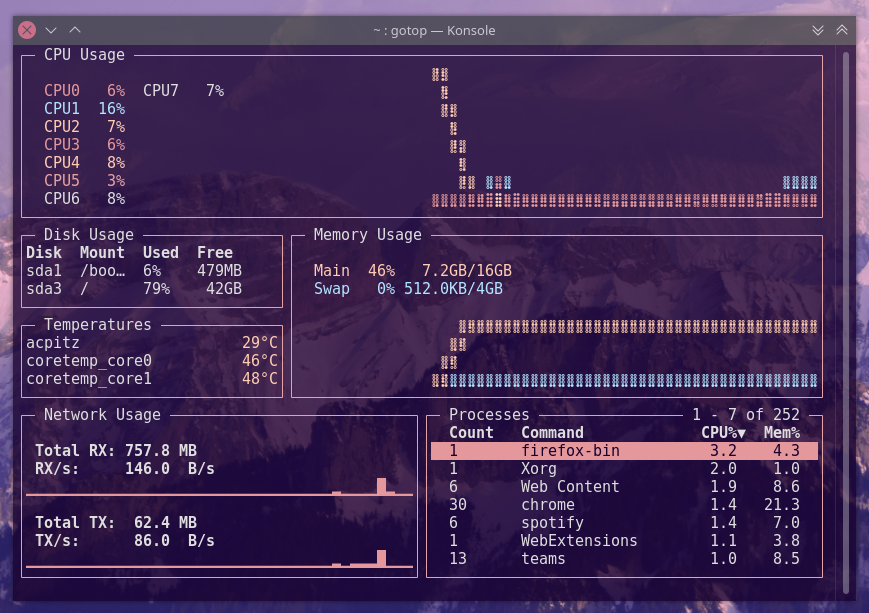 ~ : gotop — Konsole
CPU Usage
CPU0 6% CPU7 7%
CPU1 16%
CPU2 7%
CPU3 6%
CPU4 8%
CPU5 3%
CPU6 8%
Disk Usage
Disk Mount Used Free
sda1 /boo… 6% 479MB
sda3 / 79% 42GB
Memory Usage
Main 46% 7.2GB/16GB
Swap 0% 512.0KB/4GB
Temperatures
acpitz 29°C
coretemp_core0 46°C
coretemp_core1 48°C
Network Usage
Total RX: 757.8 MB
RX/s: 146.0 B/s
Total TX: 62.4 MB
TX/s: 86.0 B/s
Processes 1 - 7 of 252
Count Command CPU%▼ Mem%
1 firefox-bin 3.2 4.3
1 Xorg 2.0 1.0
6 Web Content 1.9 8.6
30 chrome 1.4 21.3
6 spotify 1.4 7.0
1 WebExtensions 1.1 3.8
13 teams 1.0 8.5